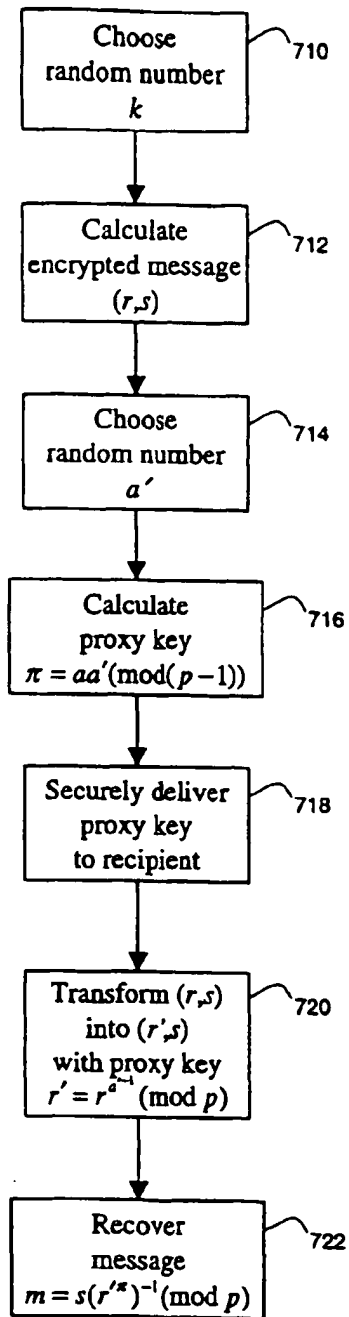 Choose
random number
k
710
Calculate
encrypted message
(r,s)
712
Choose
random number
a′
714
Calculate
proxy key
π = aa′(mod(p−1))
716
Securely deliver
proxy key
to recipient
718
Transform (r,s)
into (r′,s)
with proxy key
r′ = r^{a′^{−1}} (mod p)
720
Recover
message
m = s(r′^π)^{−1}(mod p)
722